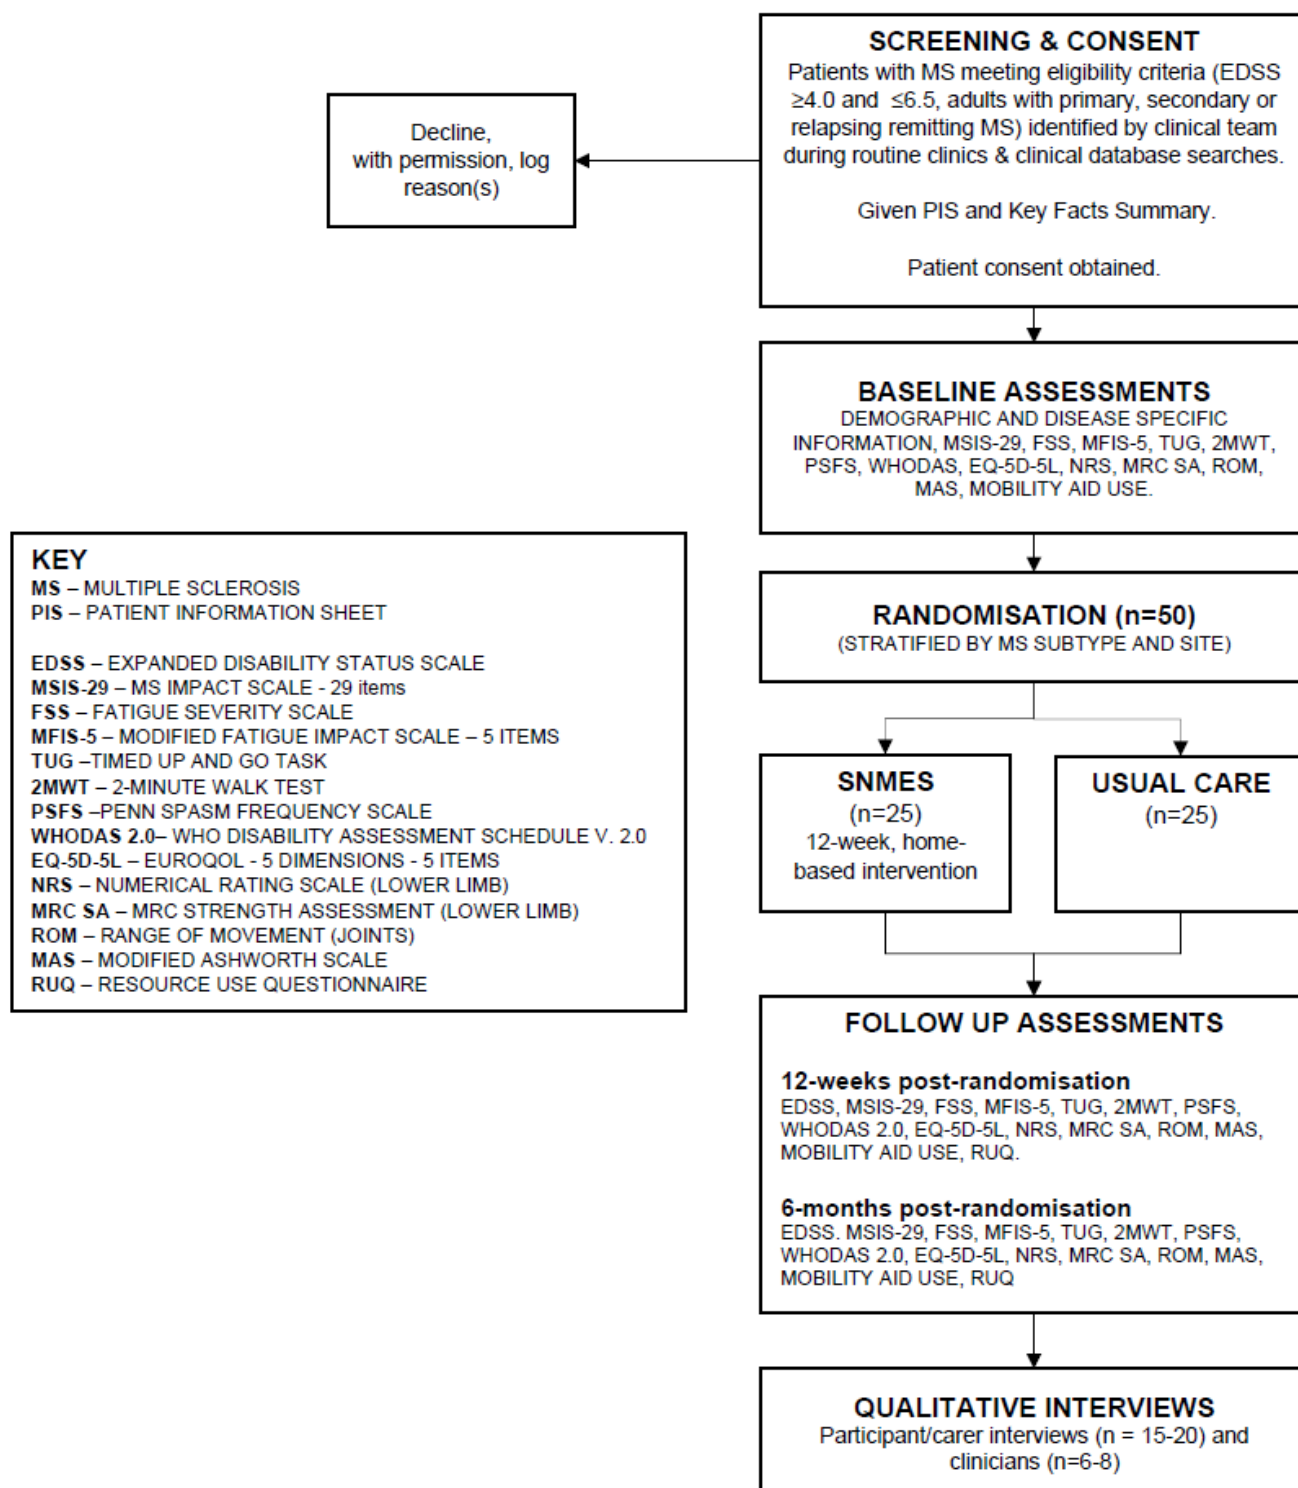 SCREENING & CONSENT
Patients with MS meeting eligibility criteria (EDSS
≥4.0 and ≤6.5, adults with primary, secondary or
relapsing remitting MS) identified by clinical team
during routine clinics & clinical database searches.
Given PIS and Key Facts Summary.
Patient consent obtained.
Decline,
with permission, log
reason(s)
BASELINE ASSESSMENTS
DEMOGRAPHIC AND DISEASE SPECIFIC
INFORMATION, MSIS-29, FSS, MFIS-5, TUG, 2MWT,
PSFS, WHODAS, EQ-5D-5L, NRS, MRC SA, ROM,
MAS, MOBILITY AID USE.
KEY
MS – MULTIPLE SCLEROSIS
PIS – PATIENT INFORMATION SHEET
EDSS – EXPANDED DISABILITY STATUS SCALE
MSIS-29 – MS IMPACT SCALE - 29 items
FSS – FATIGUE SEVERITY SCALE
MFIS-5 – MODIFIED FATIGUE IMPACT SCALE – 5 ITEMS
TUG –TIMED UP AND GO TASK
2MWT – 2-MINUTE WALK TEST
PSFS –PENN SPASM FREQUENCY SCALE
WHODAS 2.0– WHO DISABILITY ASSESSMENT SCHEDULE V. 2.0
EQ-5D-5L – EUROQOL - 5 DIMENSIONS - 5 ITEMS
NRS – NUMERICAL RATING SCALE (LOWER LIMB)
MRC SA – MRC STRENGTH ASSESSMENT (LOWER LIMB)
ROM – RANGE OF MOVEMENT (JOINTS)
MAS – MODIFIED ASHWORTH SCALE
RUQ – RESOURCE USE QUESTIONNAIRE
RANDOMISATION (n=50)
(STRATIFIED BY MS SUBTYPE AND SITE)
SNMES
(n=25)
12-week, home-
based intervention
USUAL CARE
(n=25)
FOLLOW UP ASSESSMENTS
12-weeks post-randomisation
EDSS, MSIS-29, FSS, MFIS-5, TUG, 2MWT, PSFS,
WHODAS 2.0, EQ-5D-5L, NRS, MRC SA, ROM, MAS,
MOBILITY AID USE, RUQ.
6-months post-randomisation
EDSS. MSIS-29, FSS, MFIS-5, TUG, 2MWT, PSFS,
WHODAS 2.0, EQ-5D-5L, NRS, MRC SA, ROM, MAS,
MOBILITY AID USE, RUQ
QUALITATIVE INTERVIEWS
Participant/carer interviews (n = 15-20) and
clinicians (n=6-8)